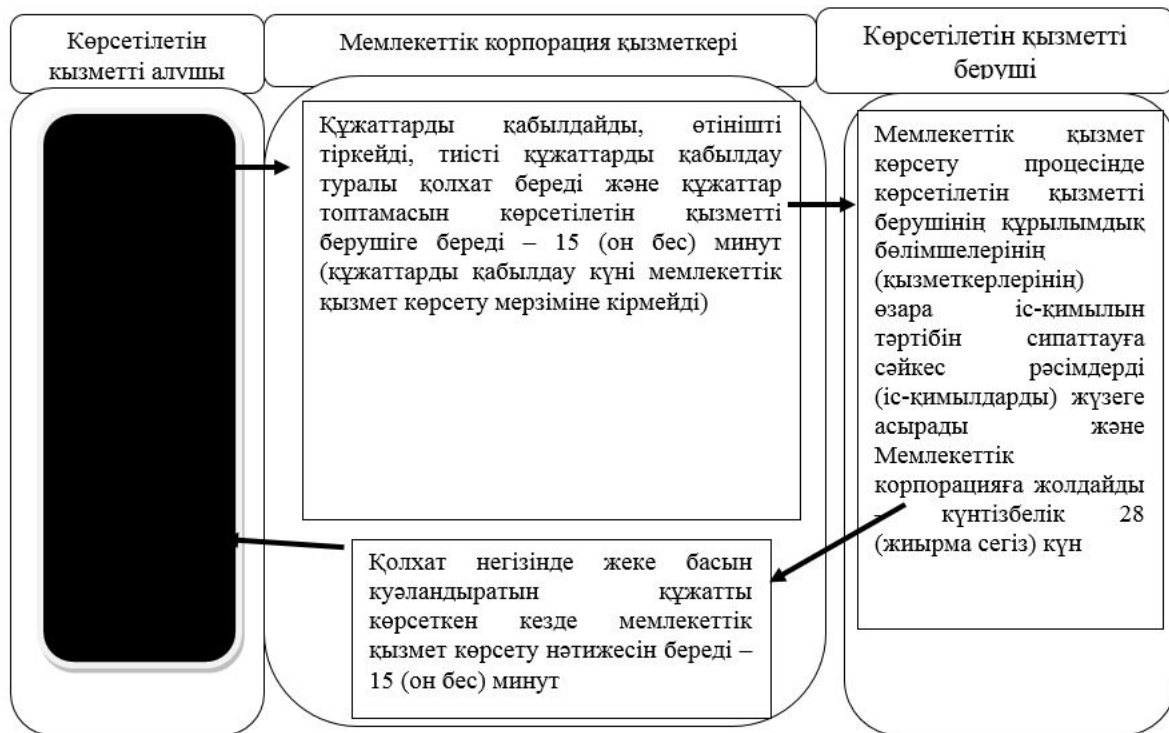 Көрсетілетін
қызметті алушы
Мемлекеттік корпорация қызметкері
Көрсетілетін қызметті
беруші
Құжаттарды қабылдайды, өтінішті
тіркейді, тиісті құжаттарды қабылдау
туралы қолхат береді және құжаттар
топтамасын көрсетілетін қызметті
берушіге береді – 15 (он бес) минут
(құжаттарды қабылдау күні мемлекеттік
қызмет көрсету мерзіміне кірмейді)
Мемлекеттік қызмет
көрсету процесінде
көрсетілетін қызметті
берушінің құрылымдық
бөлімшелерінің
(қызметкерлерінің)
өзара іс-қимылын
тәртібін сипаттауға
сәйкес рәсімдерді
(іс-қимылдарды) жүзеге
асырады және
Мемлекеттік
корпорацияға жолдайды
– күнтізбелік 28
(жиырма сегіз) күн
Қолхат негізінде жеке басын
куәландыратын құжатты
көрсеткен кезде мемлекеттік
қызмет көрсету нәтижесін береді –
15 (он бес) минут